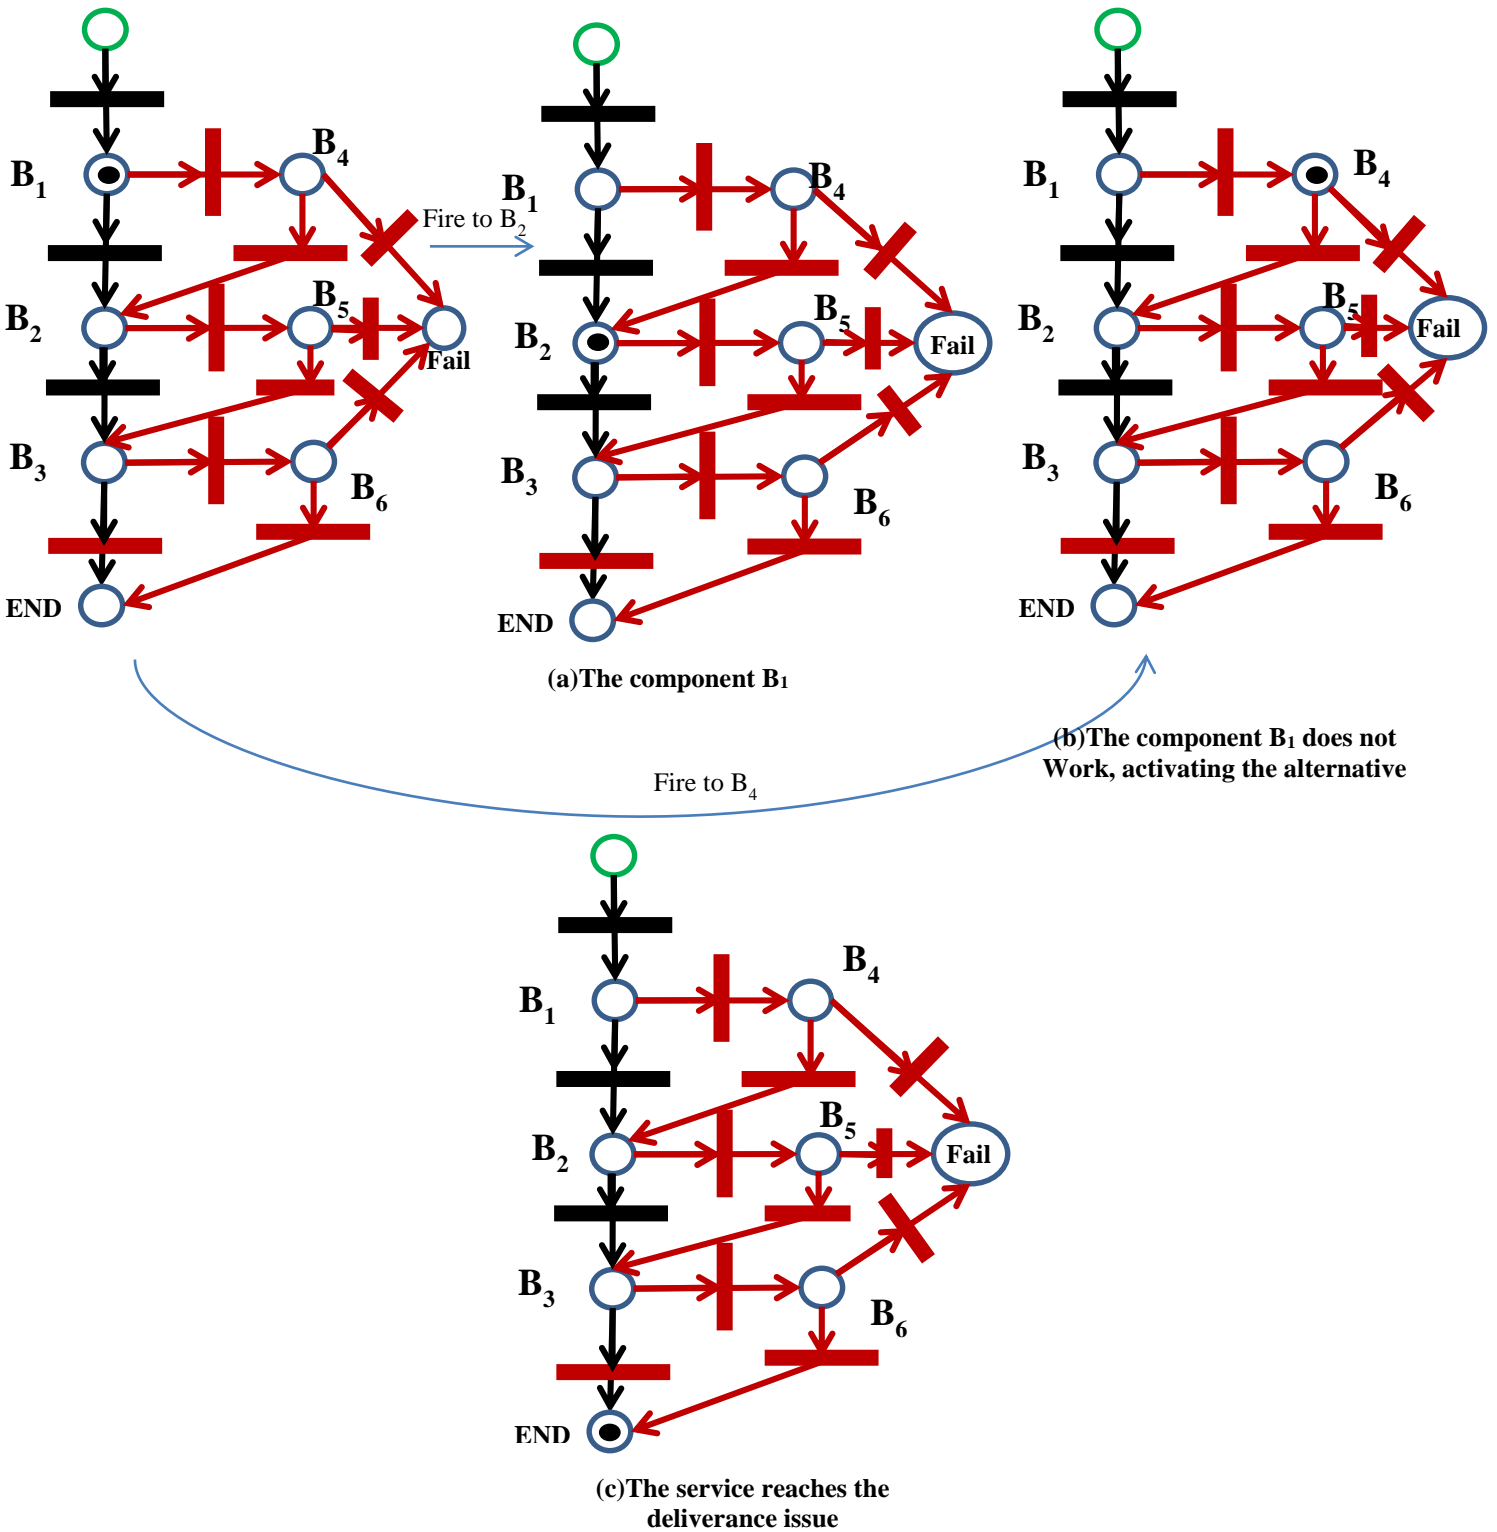 B4
B1
Fire to B2
B2
B5
Fail
B3
B6
END
B1
B4
B2
B5
Fail
B3
B6
END
(a)The component B1
B1
B4
B2
B5
Fail
B3
B6
END
(b)The component B1 does not
Work, activating the alternative
Fire to B4
B4
B1
B5
B2
Fail
B3
B6
END
(c)The service reaches the
deliverance issue